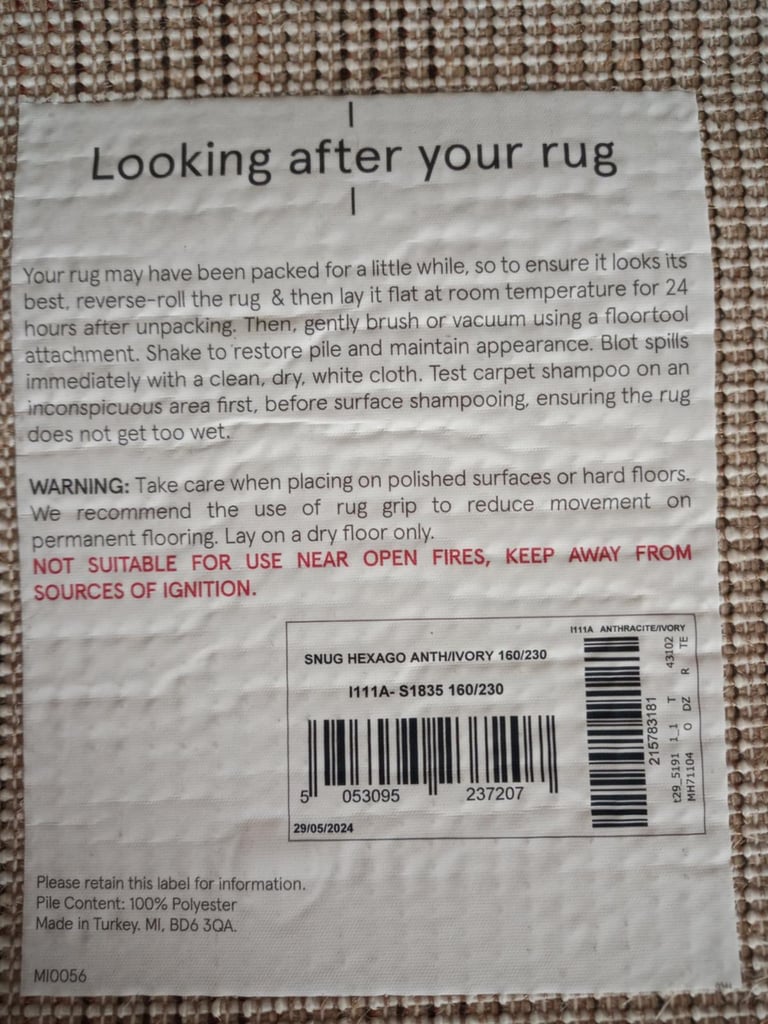 Looking after your rug
Your rug may have been packed for a little while, so to ensure it looks its
best, reverse-roll the rug & then lay it flat at room temperature for 24
hours after unpacking. Then, gently brush or vacuum using a floortool
attachment. Shake to restore pile and maintain appearance. Blot spills
immediately with a clean, dry, white cloth. Test carpet shampoo on an
inconspicuous area first, before surface shampooing, ensuring the rug
does not get too wet.
WARNING: Take care when placing on polished surfaces or hard floors.
We recommend the use of rug grip to reduce movement on
permanent flooring. Lay on a dry floor only.
NOT SUITABLE FOR USE NEAR OPEN FIRES, KEEP AWAY FROM
SOURCES OF IGNITION.
I111A ANTHRACITE/IVORY
SNUG HEXAGO ANTH/IVORY 160/230
I111A- S1835 160/230
5 053095 237207
29/05/2024
215783181
t29_5191 1_1 T 43102
MH71104 O DZ R TE
Please retain this label for information.
Pile Content: 100% Polyester
Made in Turkey. MI, BD6 3QA.
MI0056